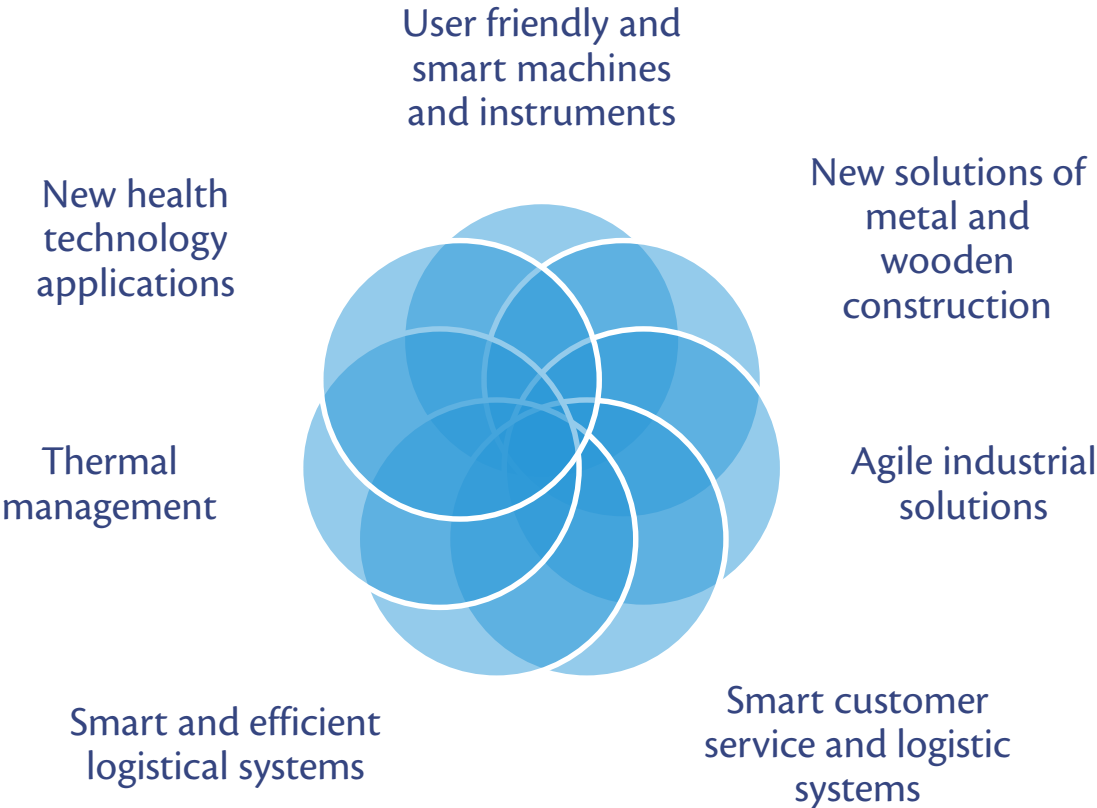 User friendly and
smart machines
and instruments
New solutions of
metal and
wooden
construction
Agile industrial
solutions
Smart customer
service and logistic
systems
Smart and efficient
logistical systems
Thermal
management
New health
technology
applications